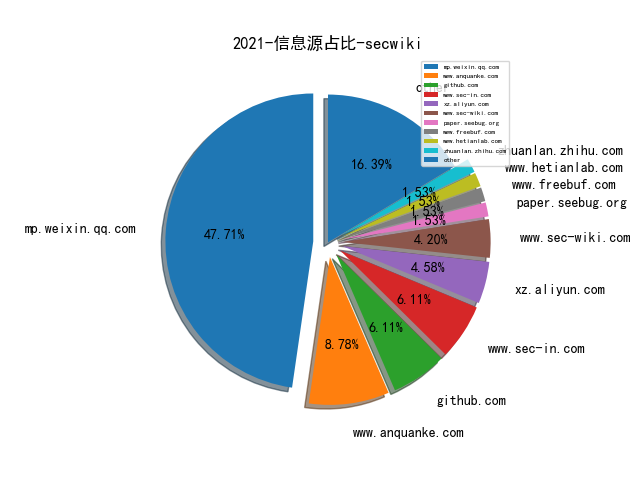 2021-信息源占比-secwiki
mp.weixin.qq.com
www.anquanke.com
github.com
www.sec-in.com
xz.aliyun.com
www.sec-wiki.com
paper.seebug.org
www.freebuf.com
www.hetianlab.com
zhuanlan.zhihu.com
other
zhuanlan.zhihu.com
www.hetianlab.com
www.freebuf.com
paper.seebug.org
www.sec-wiki.com
xz.aliyun.com
www.sec-in.com
github.com
www.anquanke.com
mp.weixin.qq.com
16.39%
1.53%
1.53%
1.53%
1.53%
4.20%
4.58%
6.11%
6.11%
8.78%
47.71%